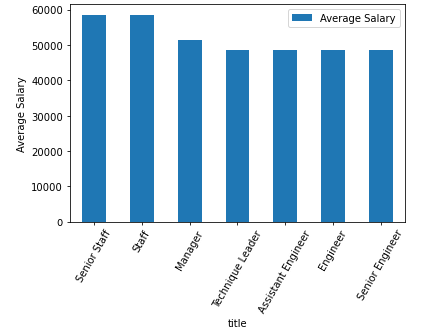 Average Salary
60000
50000
40000
30000
20000
10000
0
Average Salary
Senior Staff
Staff
Manager
Technique Leader
Assistant Engineer
Engineer
Senior Engineer
title